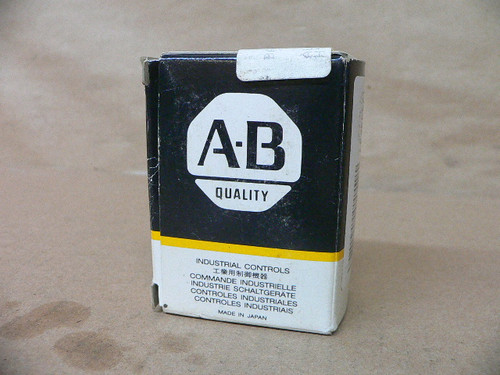 A-B
QUALITY
INDUSTRIAL CONTROLS
工業用制御機器
COMMANDE INDUSTRIELLE
INDUSTRIE SCHALTGERÄTE
CONTROLES INDUSTRIALES
CONTROLES INDUSTRIAIS
MADE IN JAPAN